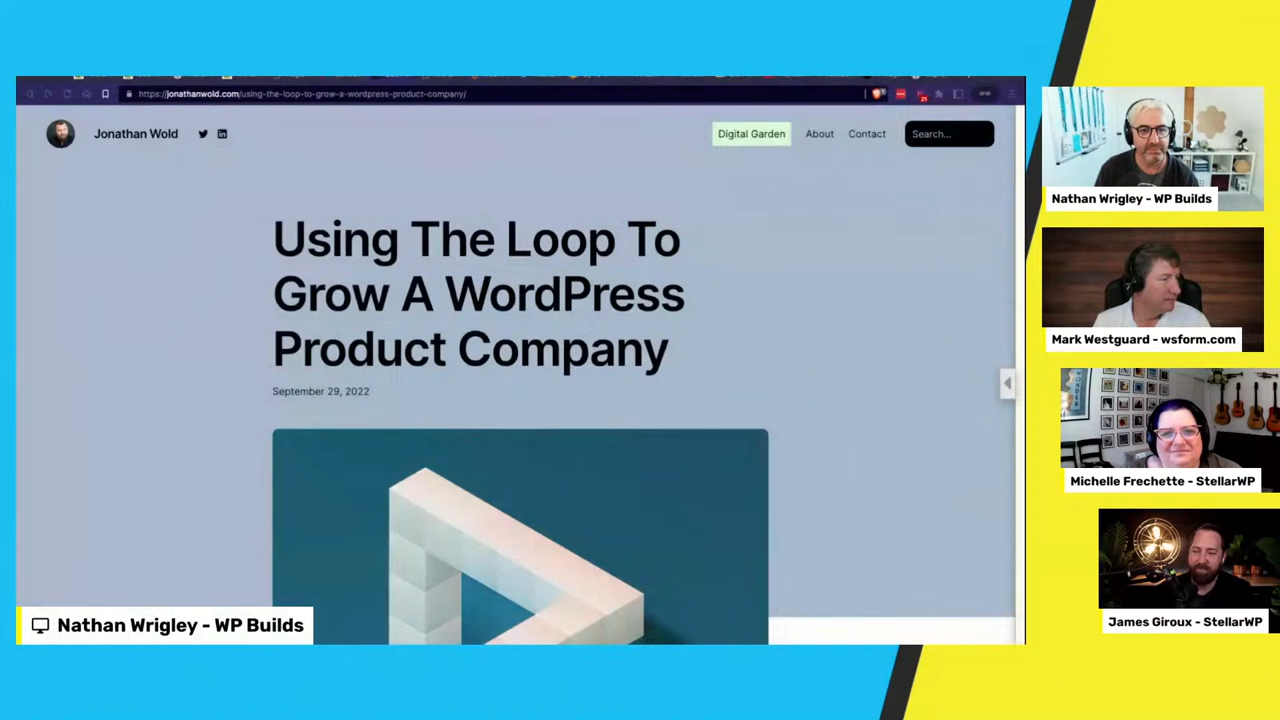 https://jonathanwold.com/using-the-loop-to-grow-a-wordpress-product-company/
21
Jonathan Wold
Digital Garden
About
Contact
Search...
Using The Loop To
Grow A WordPress
Product Company
September 29, 2022
Nathan Wrigley - WP Builds
Nathan Wrigley - WP Builds
Mark Westguard - wsform.com
Michelle Frechette - StellarWP
James Giroux - StellarWP